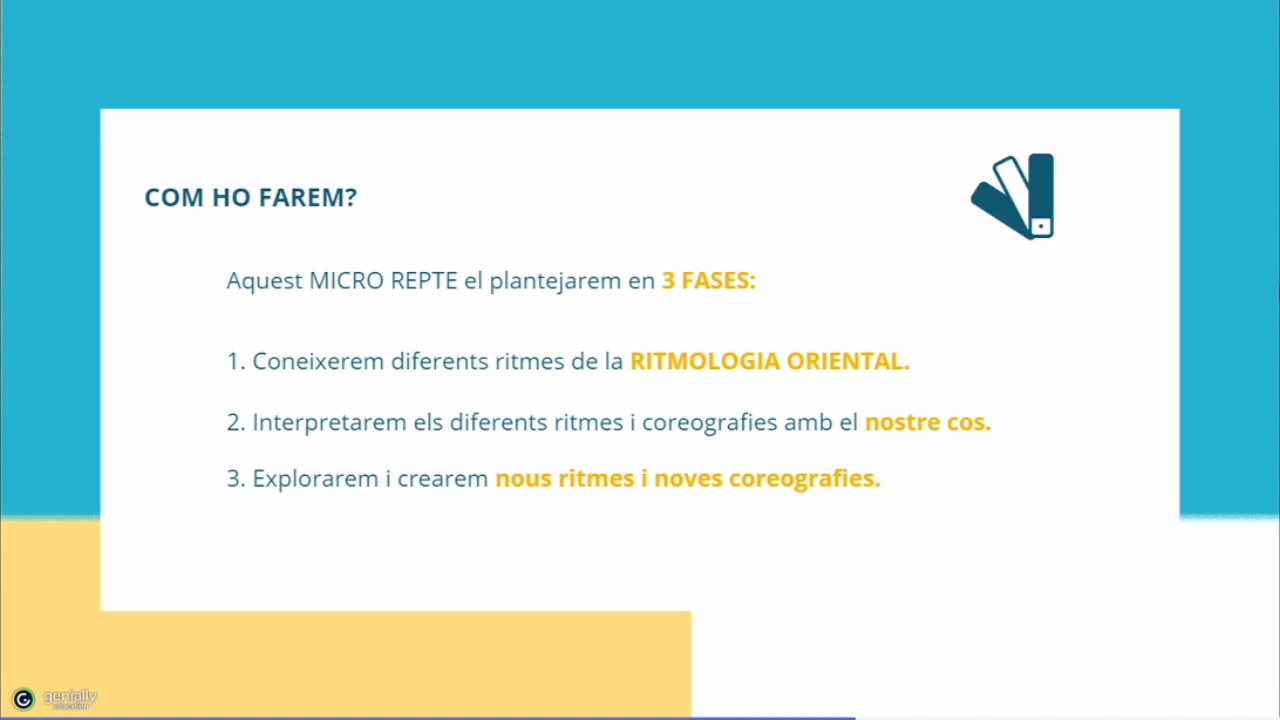 COM HO FAREM?
Aquest MICRO REPTE el plantejarem en 3 FASES:
1. Coneixerem diferents ritmes de la RITMOLOGIA ORIENTAL.
2. Interpretarem els diferents ritmes i coreografies amb el nostre cos.
3. Explorarem i crearem nous ritmes i noves coreografies.
genially
education